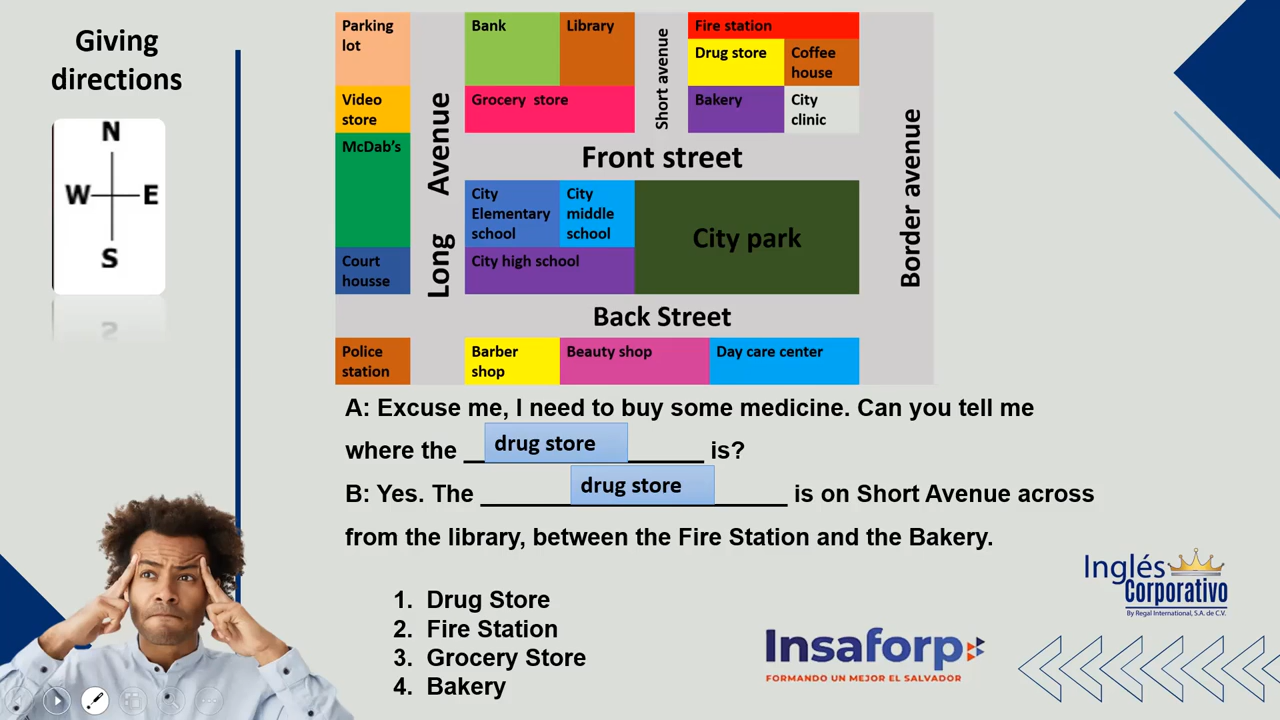 Giving
directions
N
W E
S
Parking
lot
Bank
Library
Fire station
Drug store
Coffee
house
Video
store
Grocery store
Bakery
City
clinic
Short avenue
Long Avenue
McDab's
Front street
Border avenue
City
Elementary
school
City
middle
school
City park
Court
housse
City high school
Back Street
Police
station
Barber
shop
Beauty shop
Day care center
A: Excuse me, I need to buy some medicine. Can you tell me
where the drug store is?
B: Yes. The drug store is on Short Avenue across
from the library, between the Fire Station and the Bakery.
1. Drug Store
2. Fire Station
3. Grocery Store
4. Bakery
Insaforp
FORMANDO UN MEJOR EL SALVADOR
Inglés
Corporativo
By Regal International, S.A. de C.V.